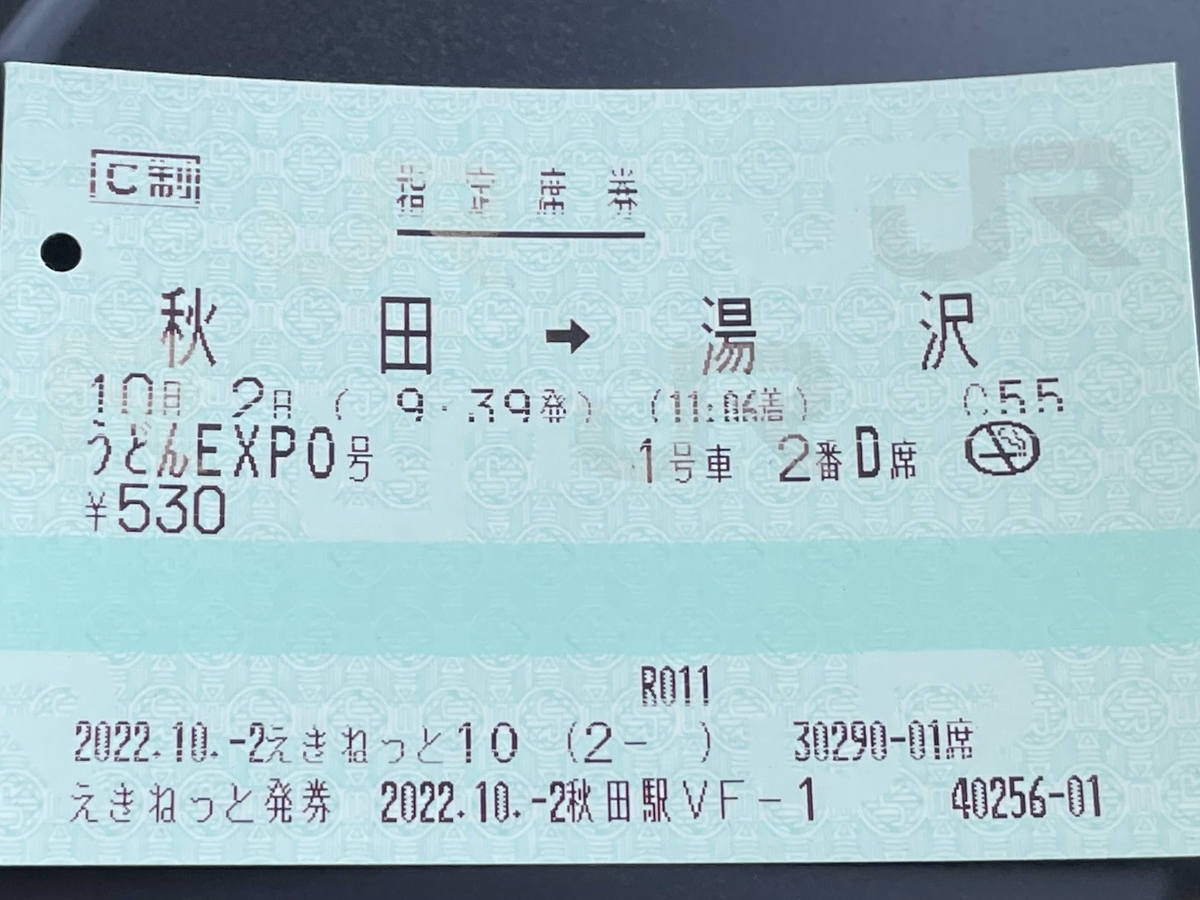 C制
指定席券
JR
秋田 → 湯沢
10月 2日 ( 9:39発) (11:06着) C55
うどんEXPO号 1号車 2番D席
¥530
R011
2022.10.-2えきねっと10 (2- ) 30290-01席
えきねっと発券 2022.10.-2秋田駅VF-1 40256-01